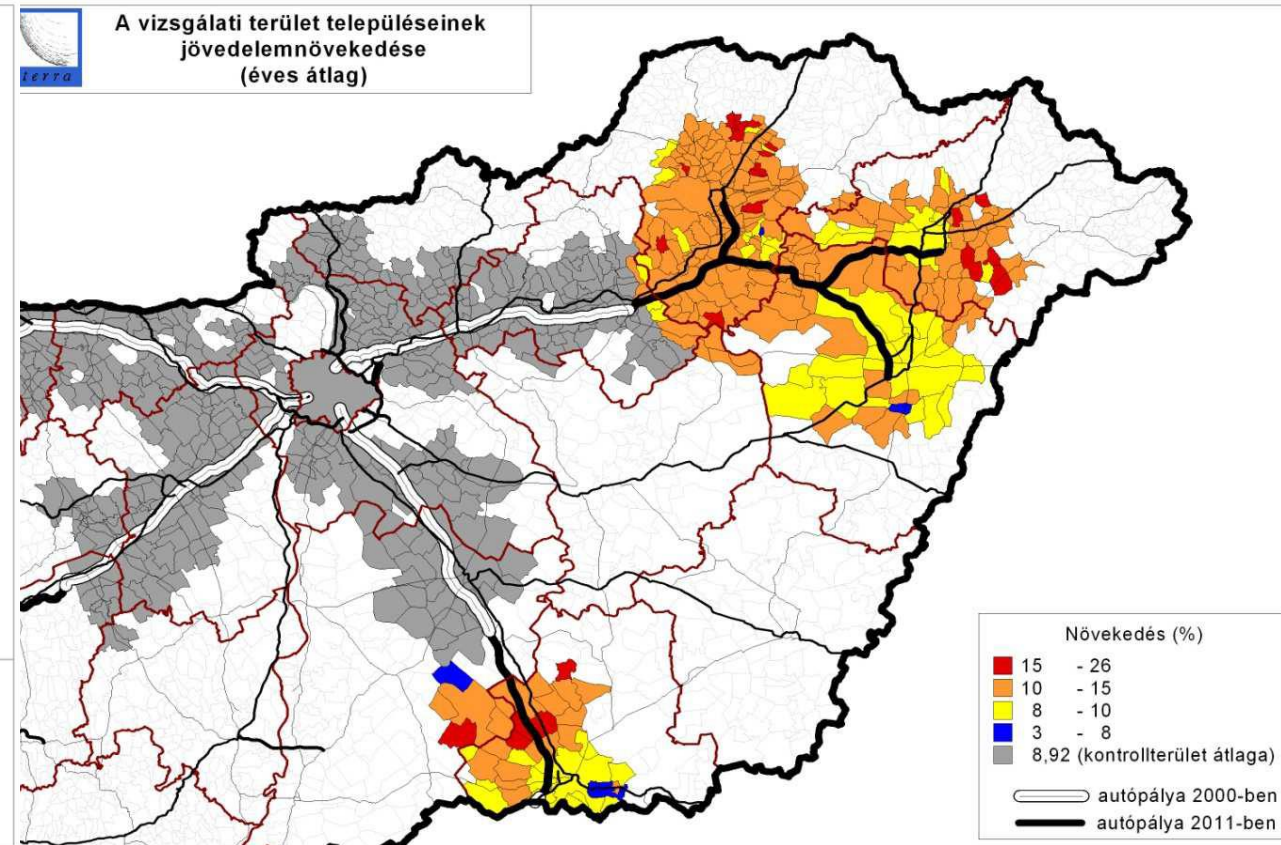 terra
A vizsgálati terület településeinek
jövedelemnövekedése
(éves átlag)
Növekedés (%)
15 - 26
10 - 15
8 - 10
3 - 8
8,92 (kontrollterület átlaga)
autópálya 2000-ben
autópálya 2011-ben